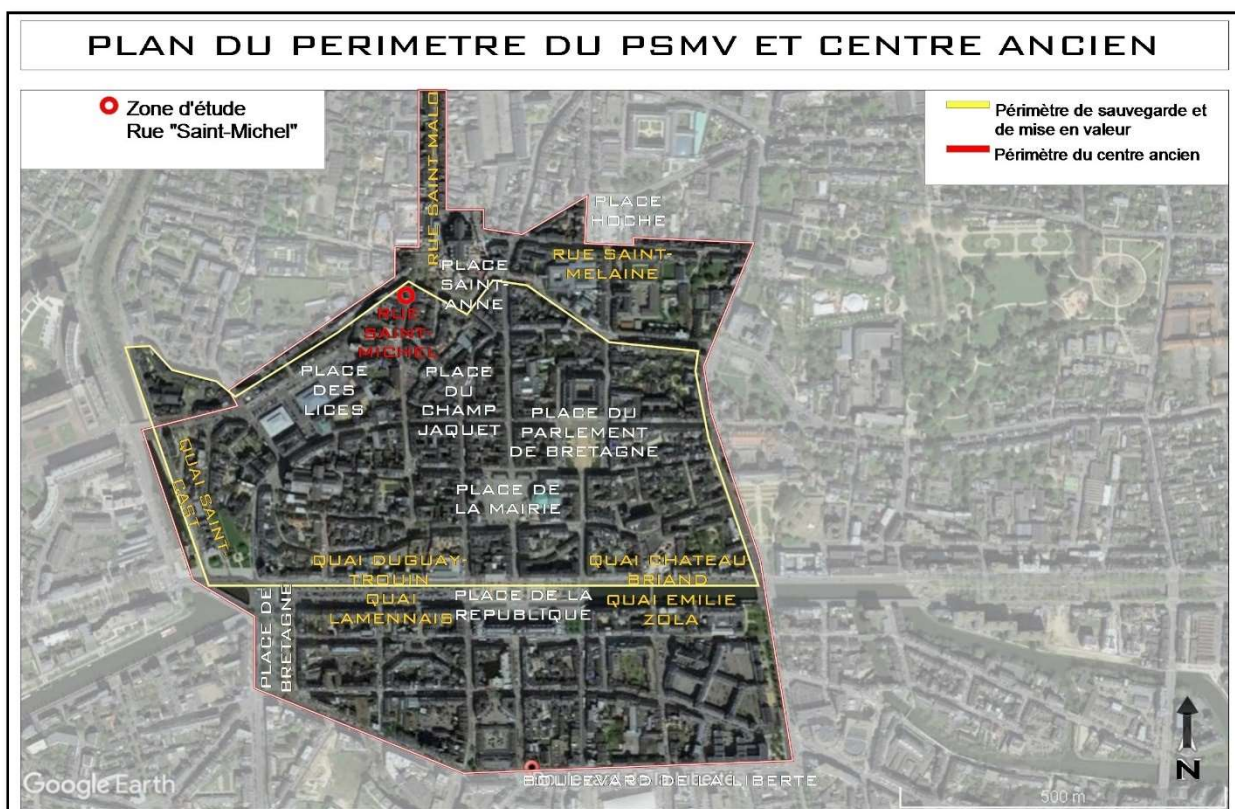 PLAN DU PERIMETRE DU PSMV ET CENTRE ANCIEN
Zone d'étude
Rue "Saint-Michel"
Périmètre de sauvegarde et
de mise en valeur
Périmètre du centre ancien
RUE SAINT-MALO
PLACE
HOCHE
RUE SAINT-
MELAINE
PLACE
SAINT-
ANNE
RUE
SAINT-
MICHEL
PLACE
DES
LICES
PLACE
DU
CHAMP
JAQUET
PLACE DU
PARLEMENT
DE BRETAGNE
QUAI SAINT
CAST
PLACE DE
LA MAIRIE
QUAI DUGUAY-
TROUIN
QUAI CHATEAU
BRIAND
QUAI
LAMENNAIS
PLACE DE LA
REPUBLIQUE
QUAI EMILIE
ZOLA
PLACE DE
BRETAGNE
BOULEVARD DE LA LIBERTE
Google Earth
500 m
N